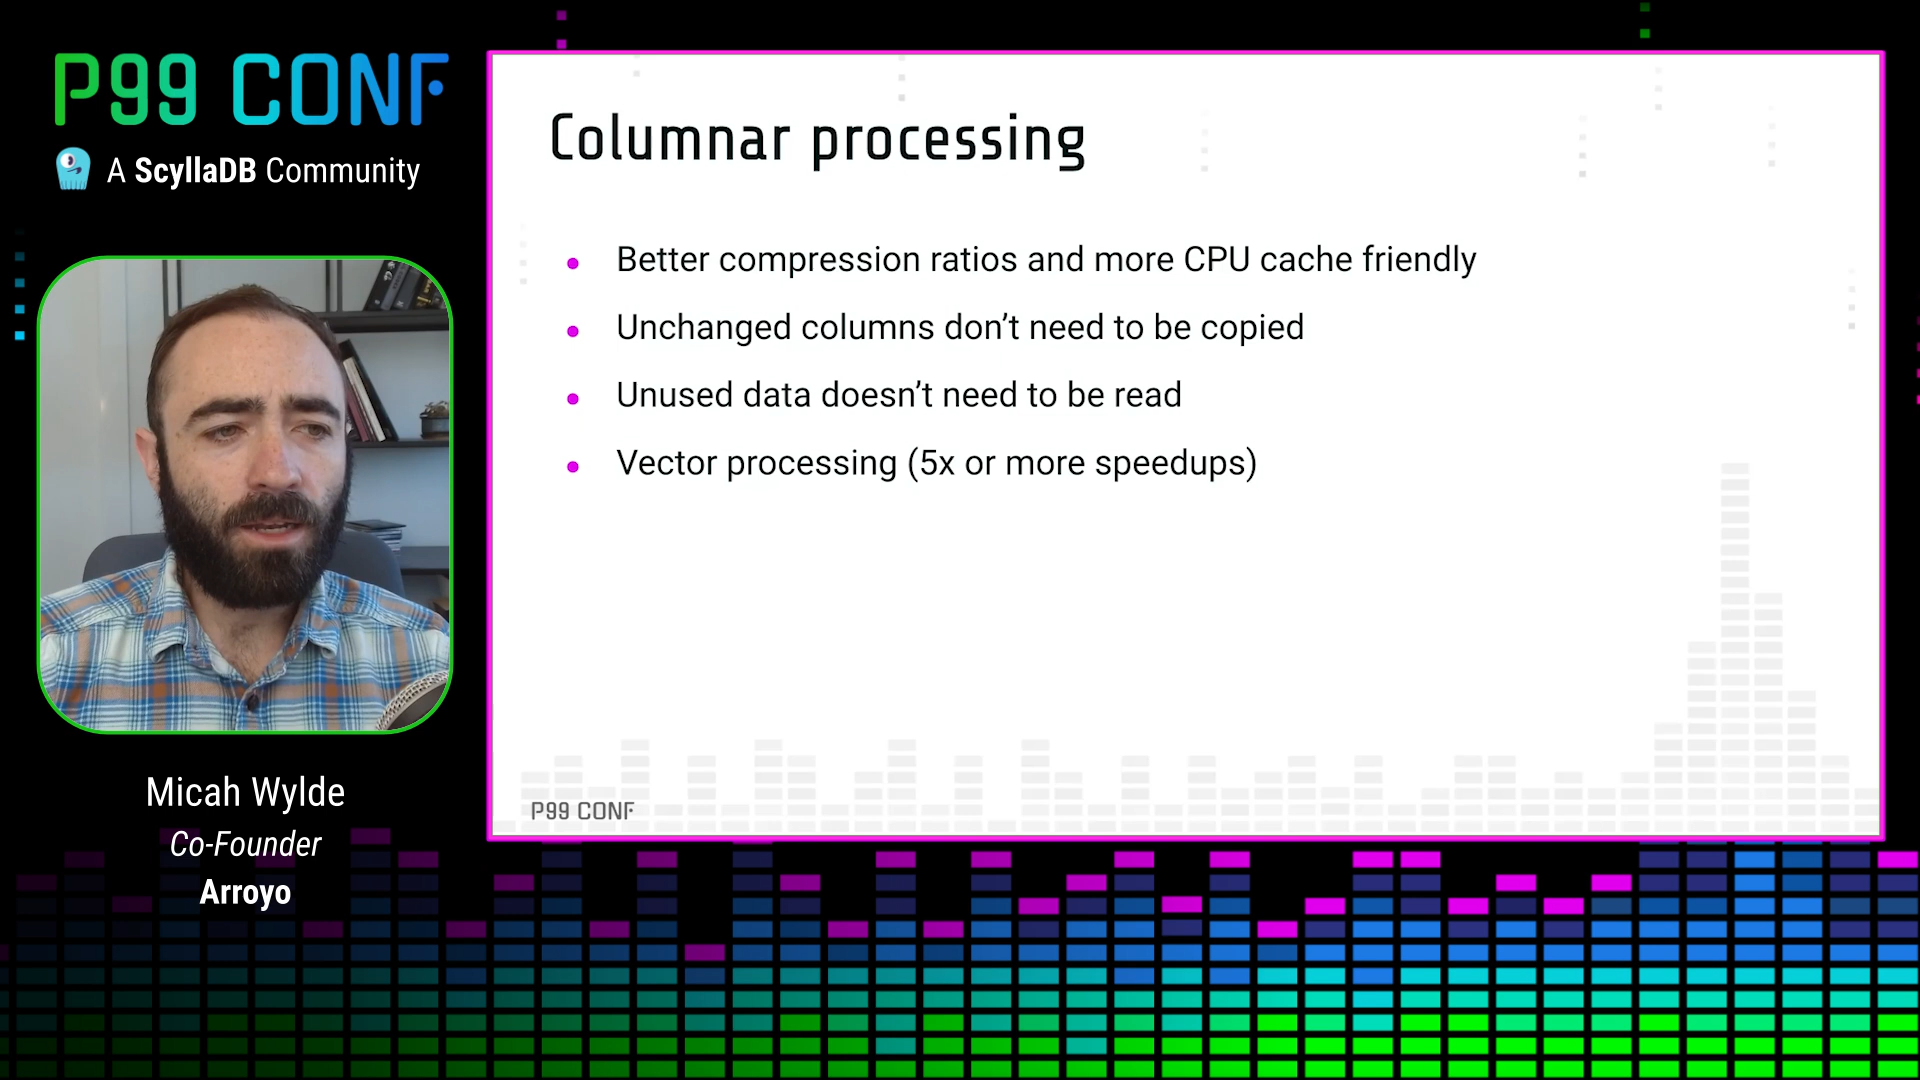 P99 CONF
A ScyllaDB Community
Micah Wylde
Co-Founder
Arroyo
Columnar processing
Better compression ratios and more CPU cache friendly
Unchanged columns don’t need to be copied
Unused data doesn’t need to be read
Vector processing (5x or more speedups)
P99 CONF